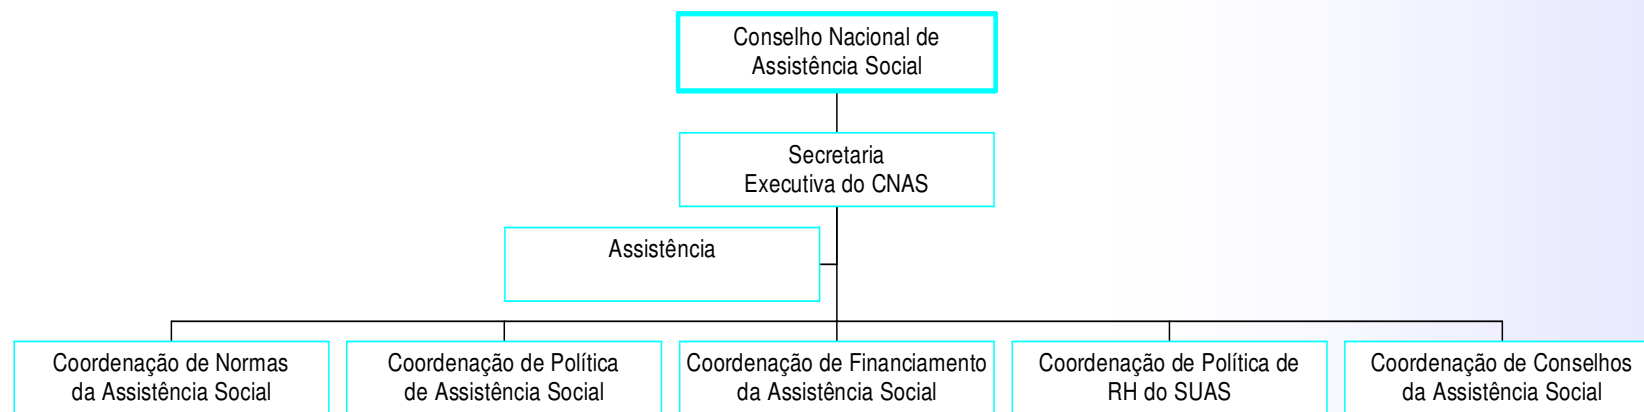 Conselho Nacional de
Assistência Social
Secretaria
Executiva do CNAS
Assistência
Coordenação de Normas
da Assistência Social
Coordenação de Política
de Assistência Social
Coordenação de Financiamento
da Assistência Social
Coordenação de Política de
RH do SUAS
Coordenação de Conselhos
da Assistência Social